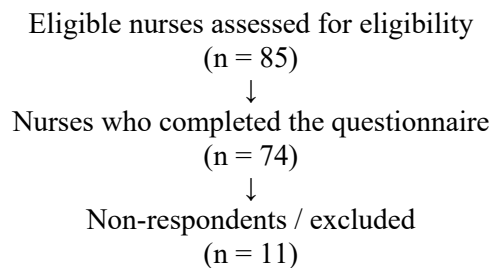 Eligible nurses assessed for eligibility
(n = 85)
↓
Nurses who completed the questionnaire
(n = 74)
↓
Non-respondents / excluded
(n = 11)